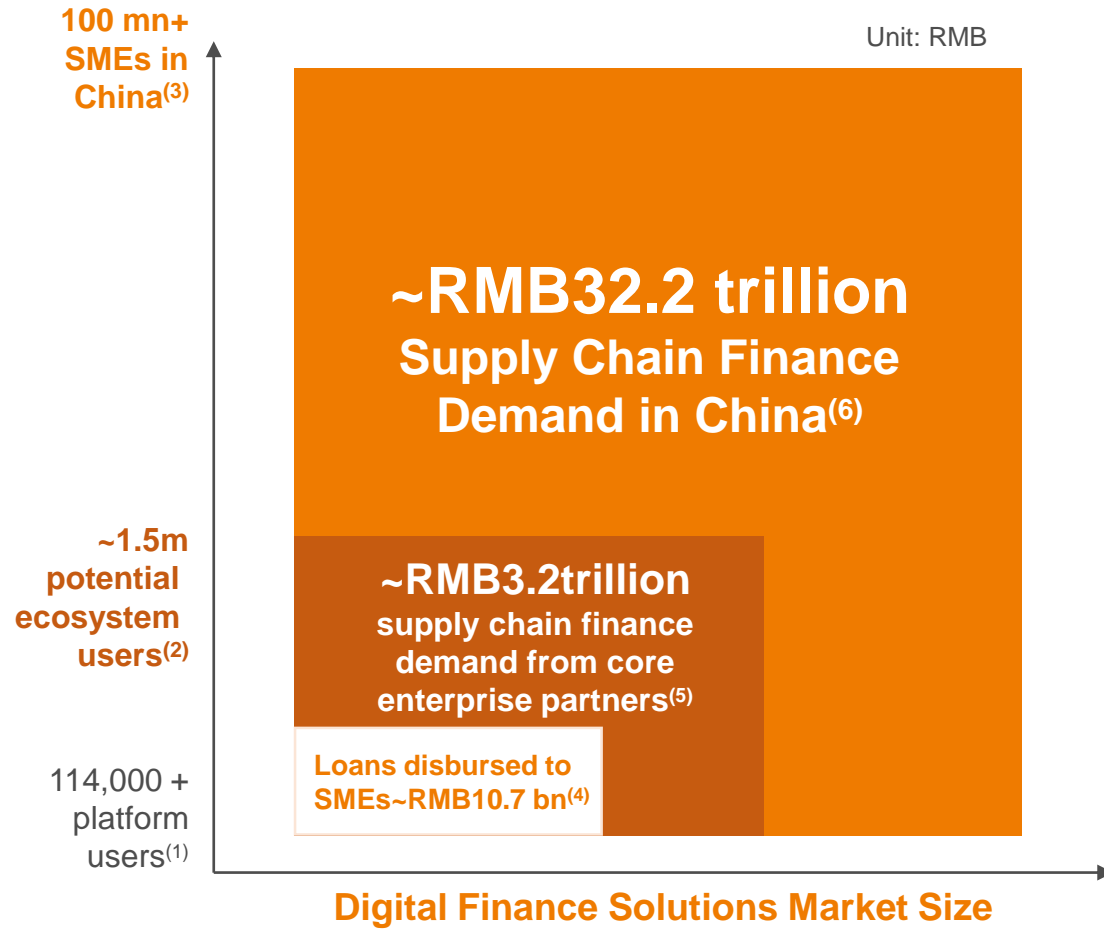 100 mn+
SMEs in
China(3)
Unit: RMB
~RMB32.2 trillion
Supply Chain Finance
Demand in China(6)
~1.5m
potential
ecosystem
users(2)
~RMB3.2trillion
supply chain finance
demand from core
enterprise partners(5)
Loans disbursed to
SMEs~RMB10.7 bn(4)
114,000 +
platform
users(1)
Digital Finance Solutions Market Size